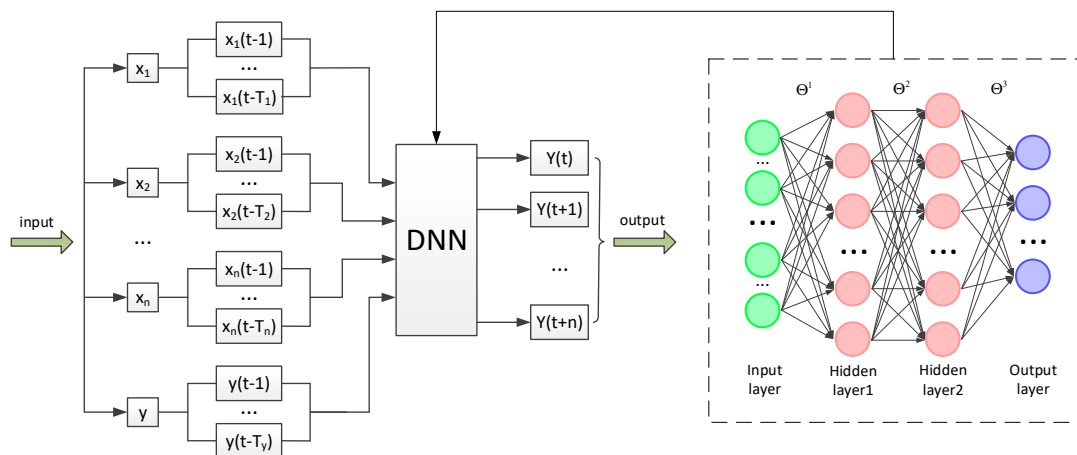 input
x₁
x₁(t-1)
...
x₁(t-T₁)
x₂
x₂(t-1)
...
x₂(t-T₂)
...
xₙ
xₙ(t-1)
...
xₙ(t-Tₙ)
y
y(t-1)
...
y(t-Tᵧ)
DNN
Y(t)
Y(t+1)
...
Y(t+n)
output
Θ¹
Θ²
Θ³
...
...
...
...
...
...
Input
layer
Hidden
layer1
Hidden
layer2
Output
layer